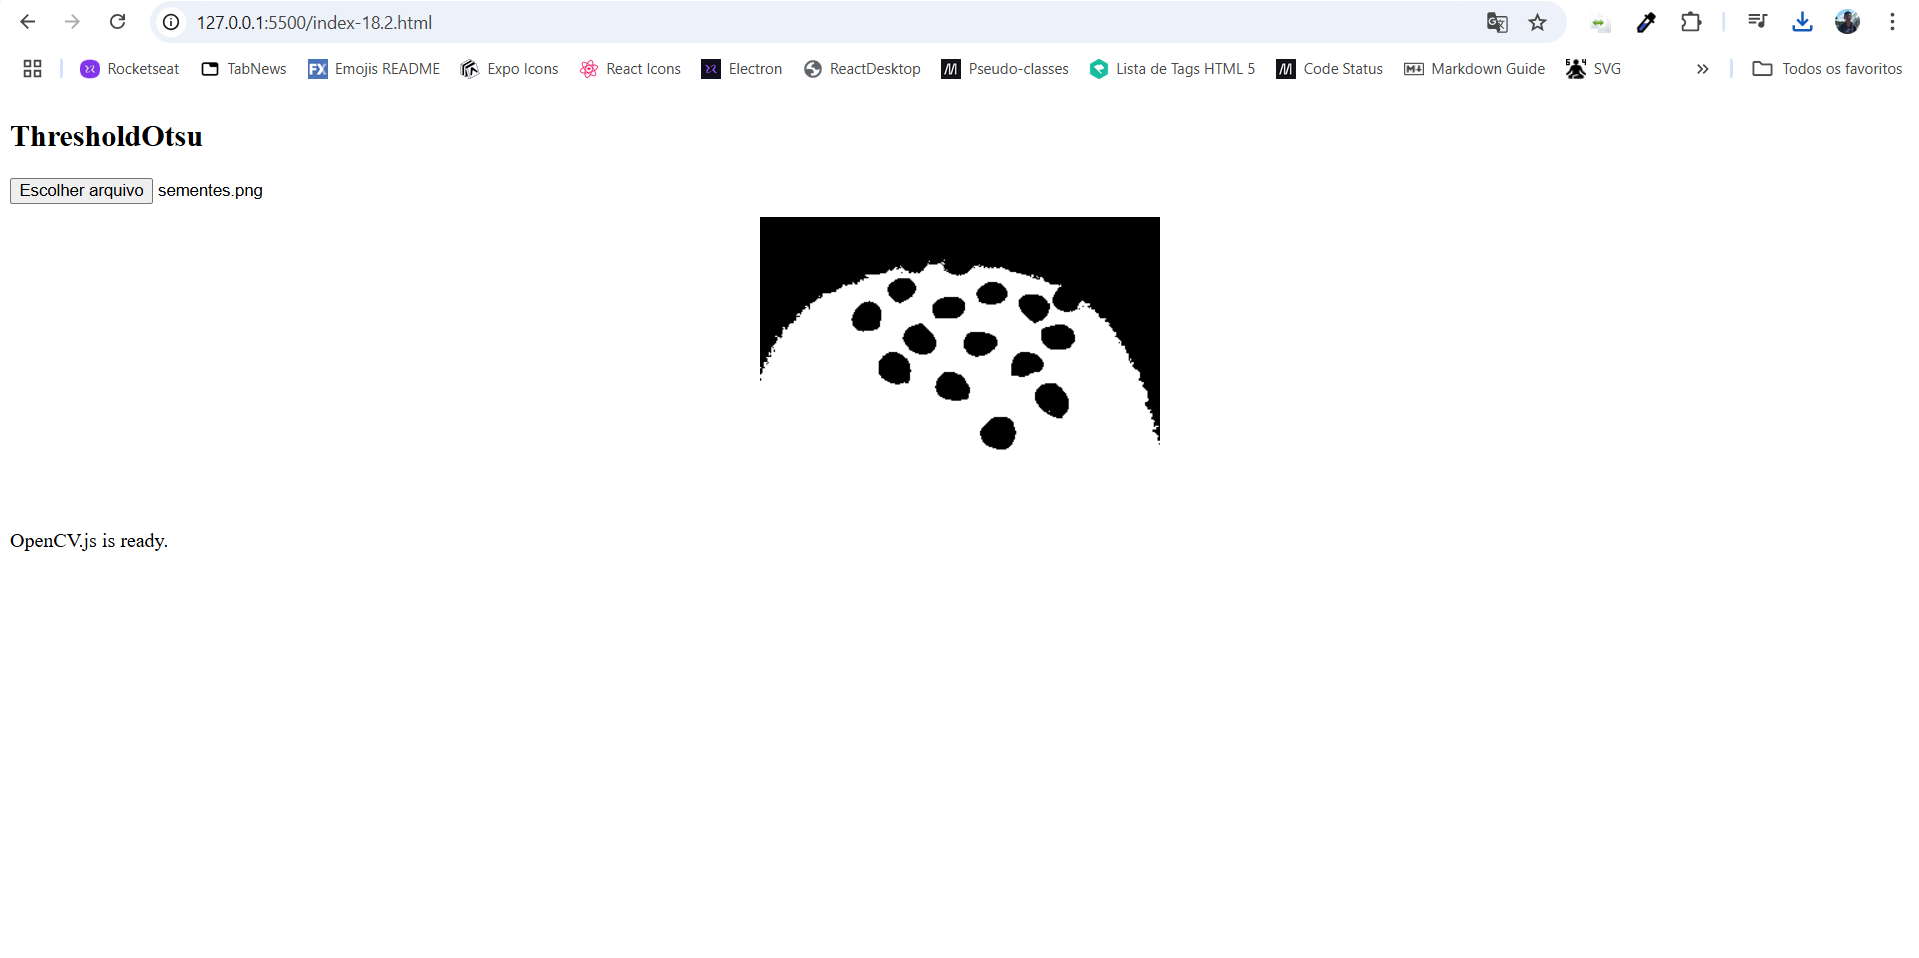 127.0.0.1:5500/index-18.2.html
Rocketseat TabNews Emojis README Expo Icons React Icons Electron ReactDesktop Pseudo-classes Lista de Tags HTML 5 Code Status Markdown Guide SVG Todos os favoritos
ThresholdOtsu
Escolher arquivo sementes.png
OpenCV.js is ready.